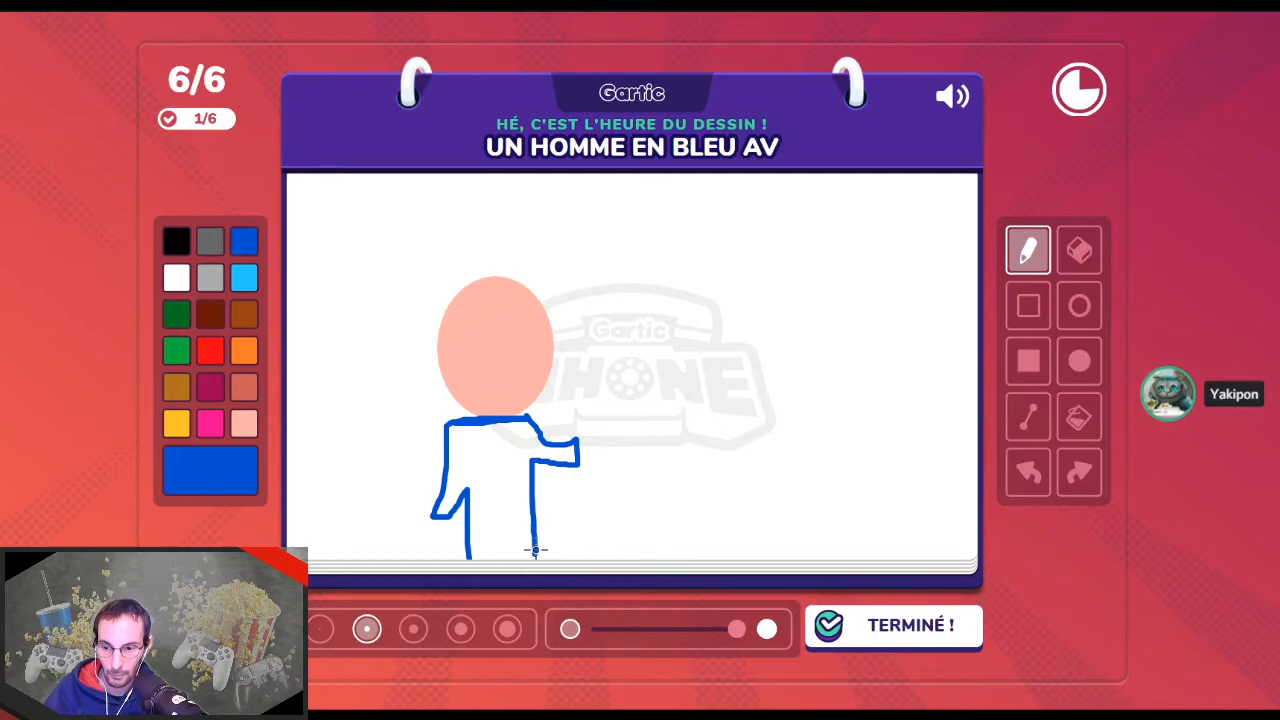 6/6
1/6
Gartic
HÉ, C'EST L'HEURE DU DESSIN !
UN HOMME EN BLEU AV
Gartic
PHONE
Yakipon
TERMINÉ !